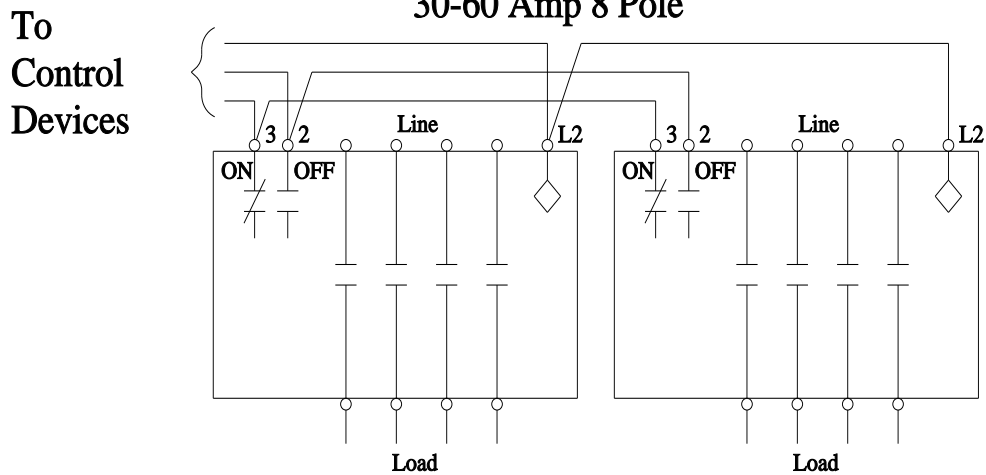 30-60 Amp 8 Pole
To
Control
Devices
3 2 Line L2 3 2 Line L2
ON OFF ON OFF
Load Load